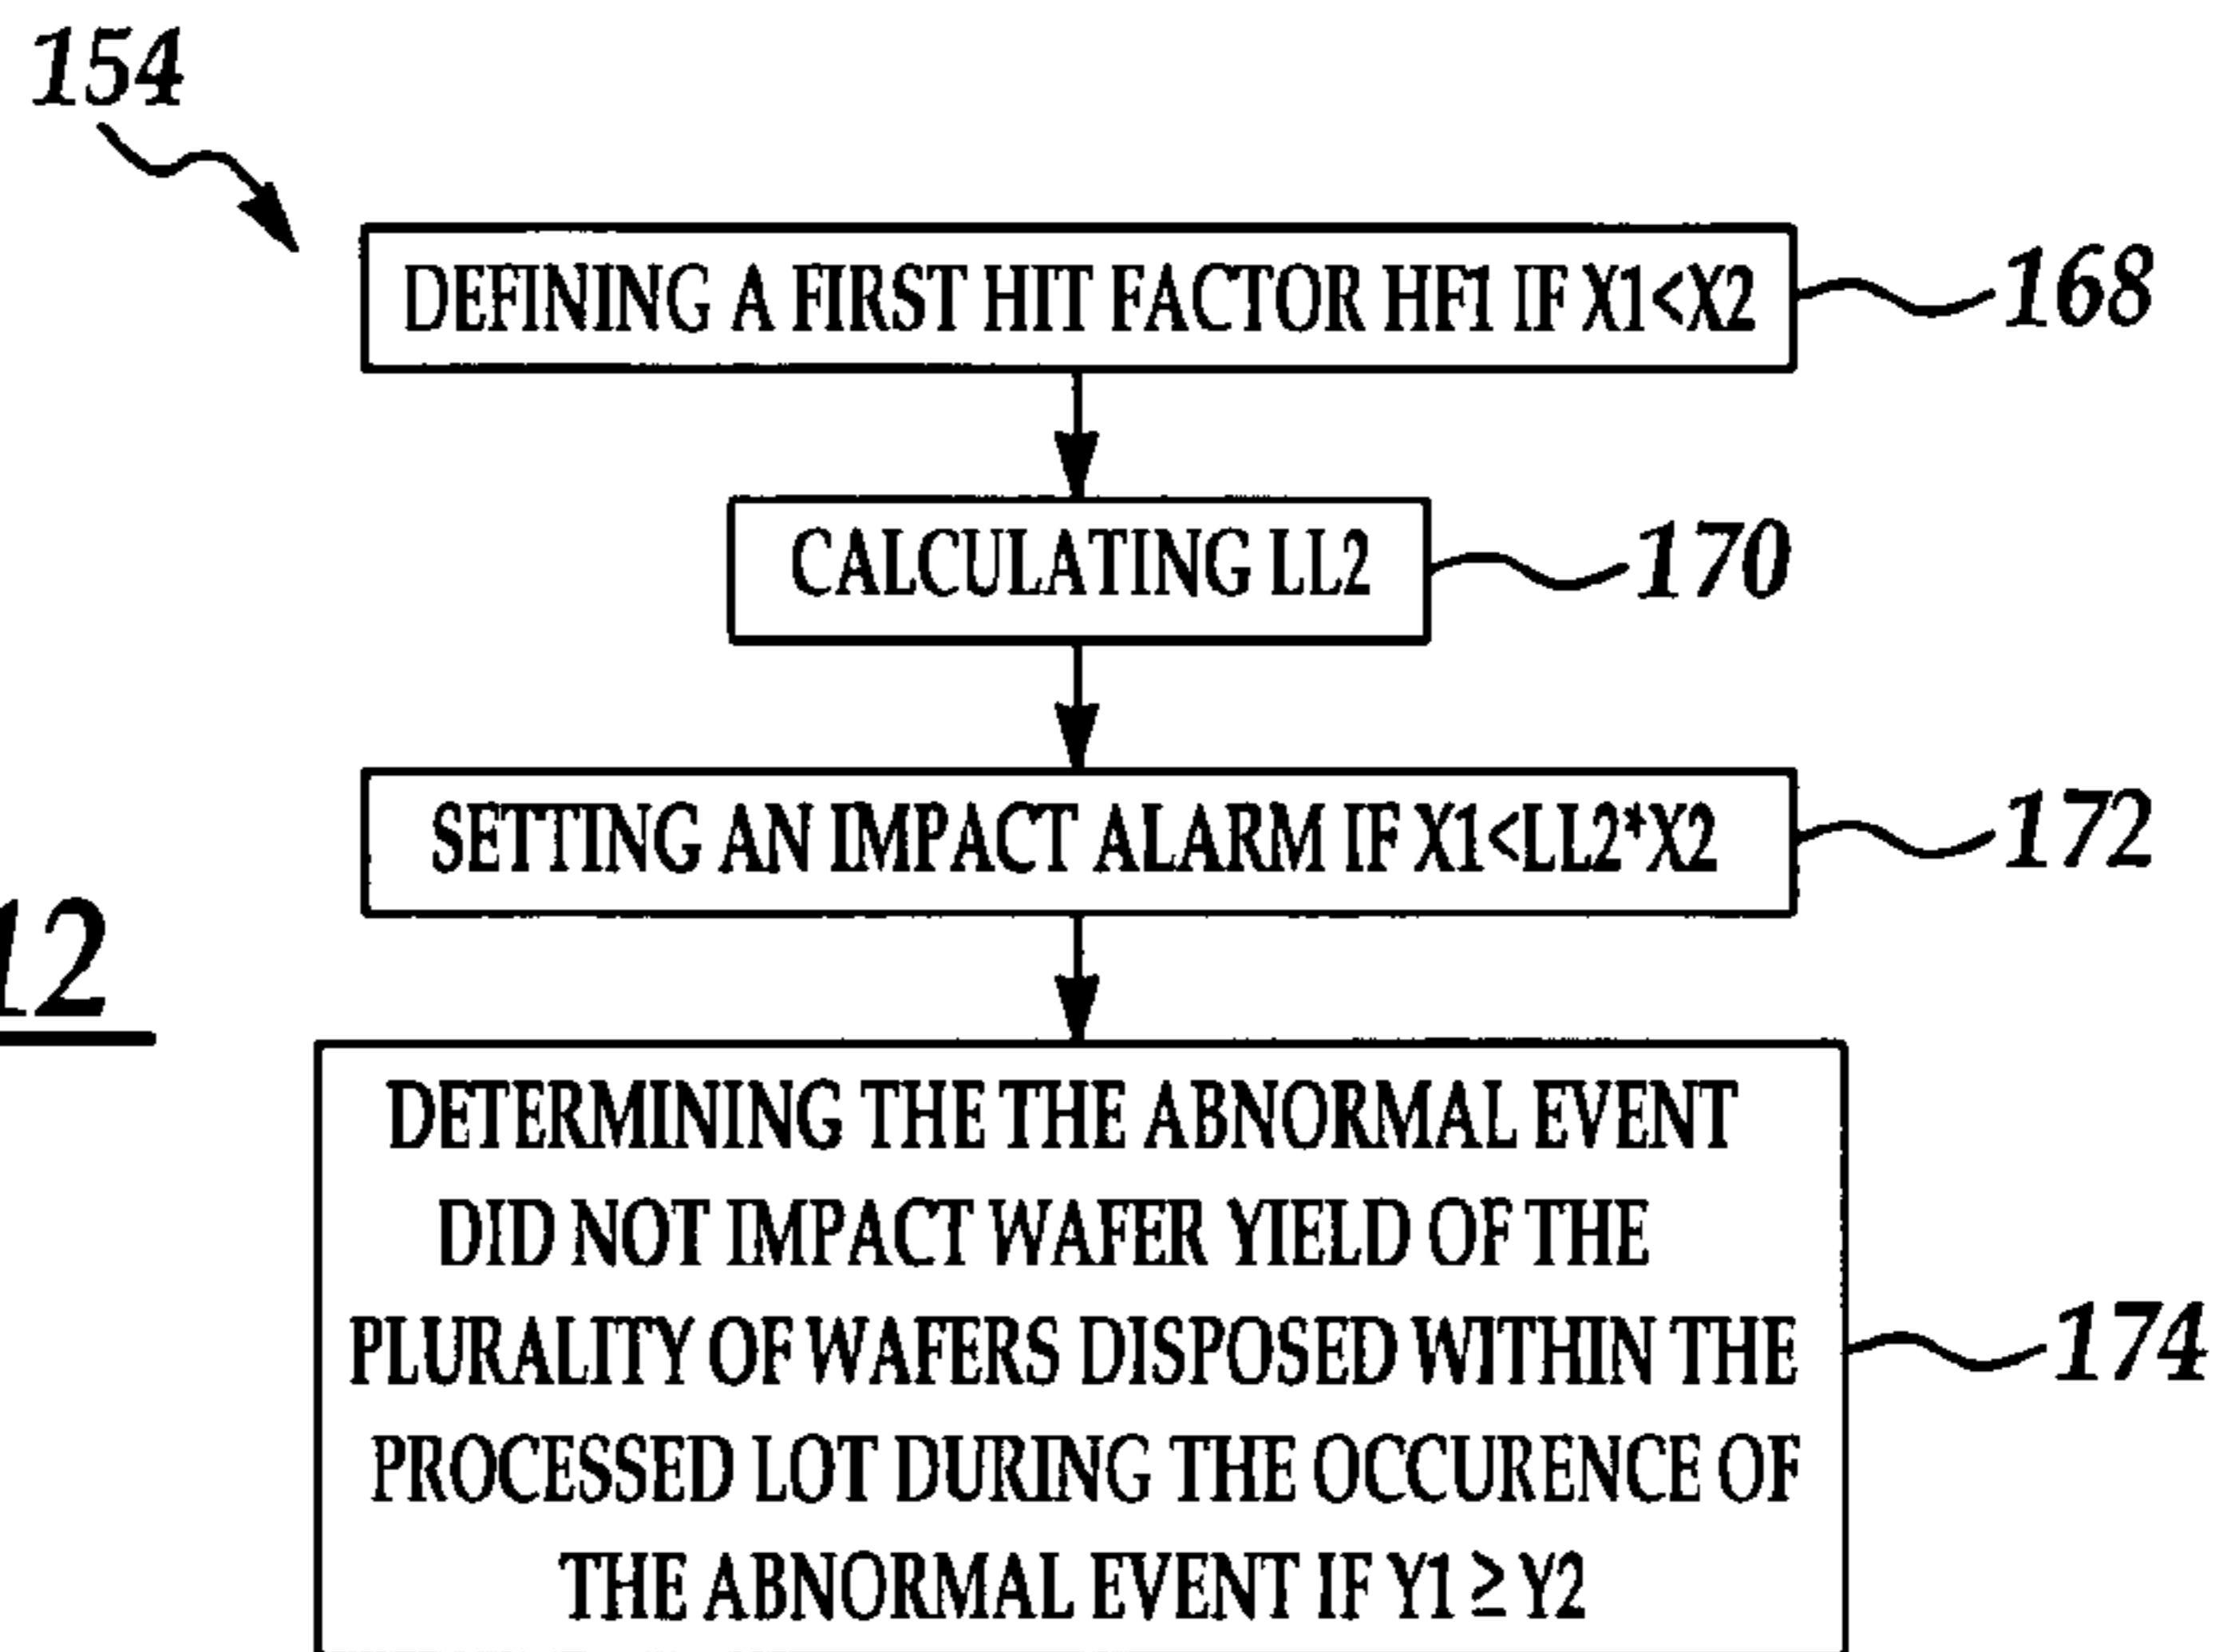 154
DEFINING A FIRST HIT FACTOR HF1 IF X1<X2
168
CALCULATING LL2
170
SETTING AN IMPACT ALARM IF X1<LL2*X2
172
12
DETERMINING THE THE ABNORMAL EVENT
DID NOT IMPACT WAFER YIELD OF THE
PLURALITY OF WAFERS DISPOSED WITHIN THE
174
PROCESSED LOT DURING THE OCCURENCE OF
THE ABNORMAL EVENT IF Y1 ≥ Y2